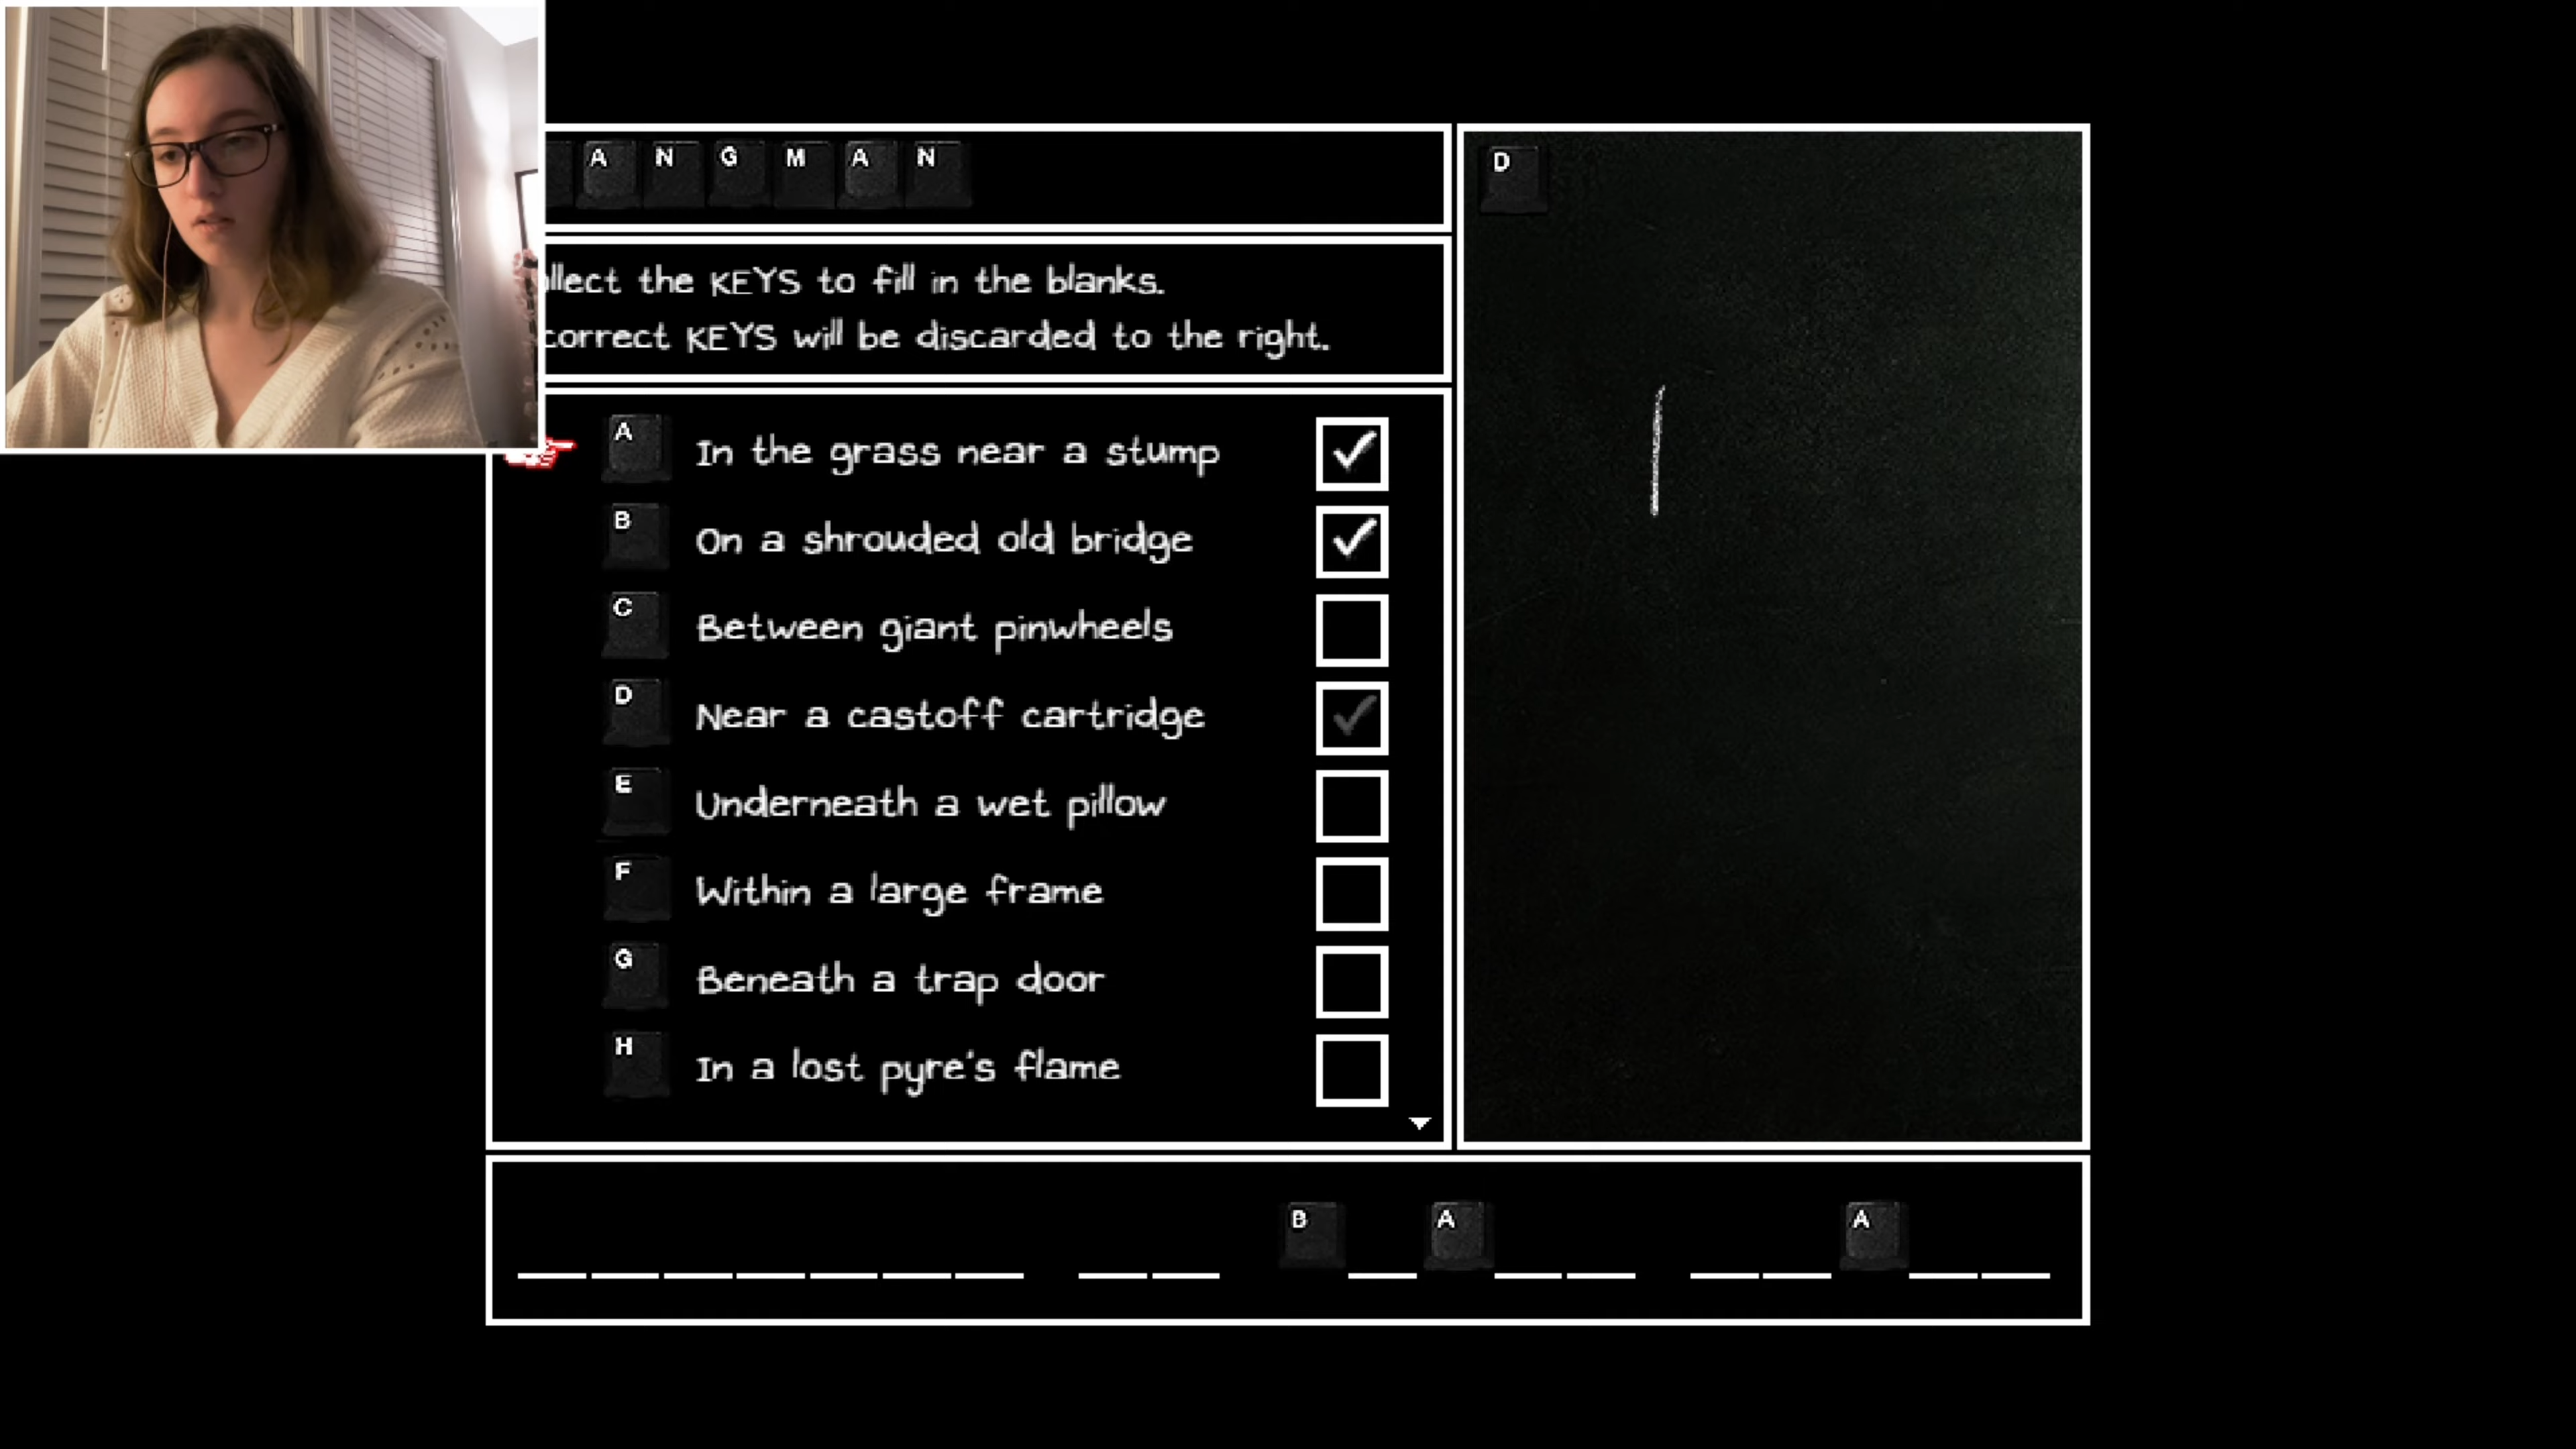 A N G M A N
D
llect the KEYS to fill in the blanks.
correct KEYS will be discarded to the right.
A In the grass near a stump
B On a shrouded old bridge
C Between giant pinwheels
D Near a castoff cartridge
E Underneath a wet pillow
F Within a large frame
G Beneath a trap door
H In a lost pyre's flame
B A A